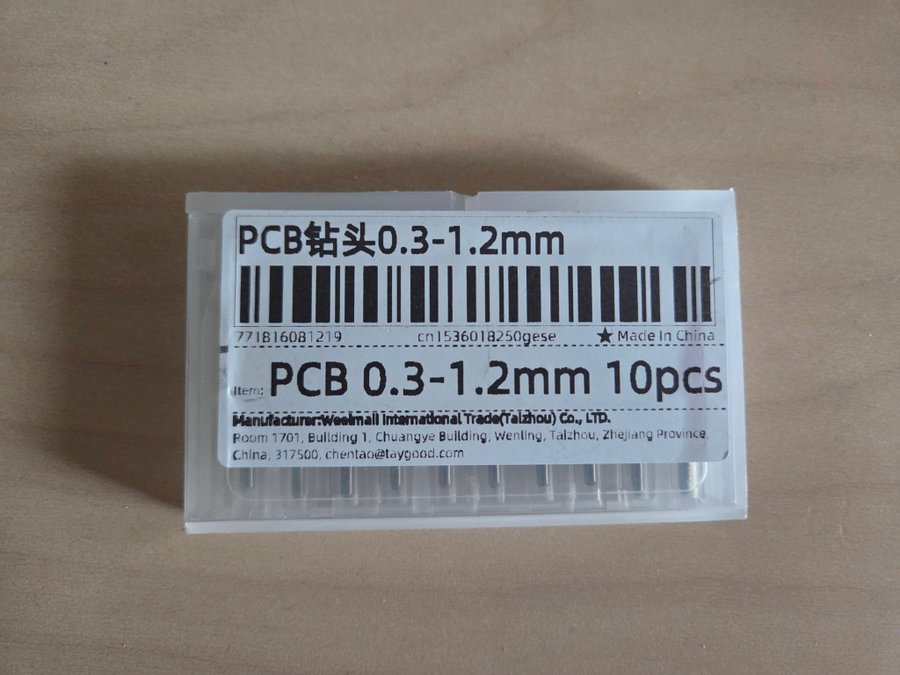 PCB钻头0.3-1.2mm
771816081219 cn1536018250gese ★ Made In China
Item: PCB 0.3-1.2mm 10pcs
Manufacturer:Weelmall International Trade(Taizhou) Co., LTD.
Room 1701, Building 1, Chuangye Building, Wenling, Taizhou, Zhejiang Province,
China, 317500, chentao@taygood.com